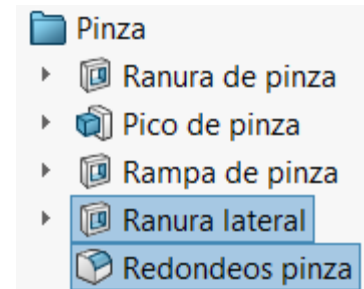 Pinza
Ranura de pinza
Pico de pinza
Rampa de pinza
Ranura lateral
Redondeos pinza